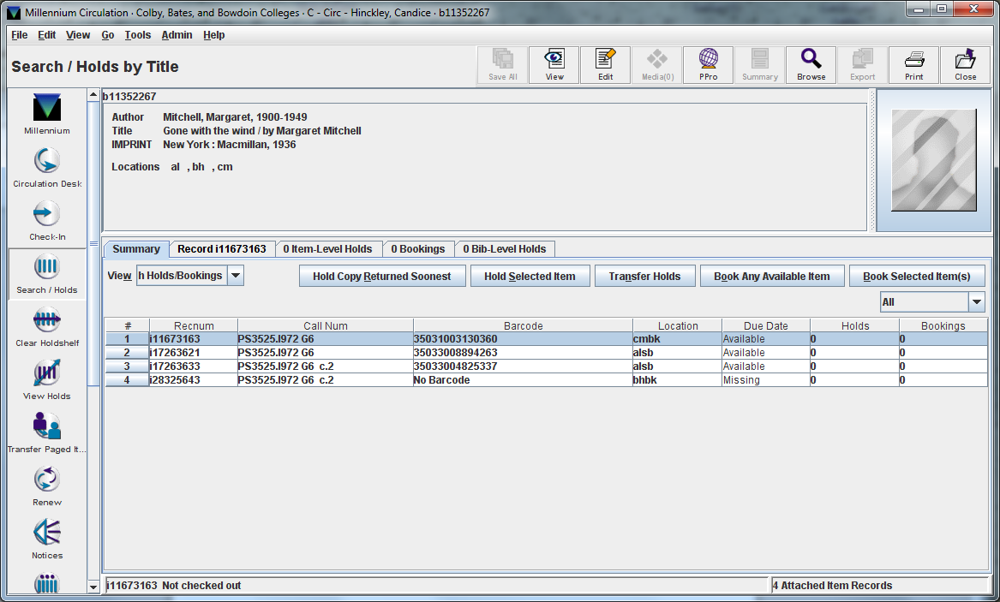 Millennium Circulation · Colby, Bates, and Bowdoin Colleges · C - Circ - Hinckley, Candice · b11352267
File Edit View Go Tools Admin Help
Search / Holds by Title
Save All View Edit Media(0) PPro Summary Browse Export Print Close
Millennium
Circulation Desk
Check-In
Search / Holds
Clear Holdshelf
View Holds
Transfer Paged It...
Renew
Notices
b11352267
Author Mitchell, Margaret, 1900-1949
Title Gone with the wind / by Margaret Mitchell
IMPRINT New York : Macmillan, 1936
Locations al , bh , cm
Summary Record i11673163 0 Item-Level Holds 0 Bookings 0 Bib-Level Holds
View h Holds/Bookings Hold Copy Returned Soonest Hold Selected Item Transfer Holds Book Any Available Item Book Selected Item(s)
All
# Recnum Call Num Barcode Location Due Date Holds Bookings
1 i11673163 PS3525.I972 G6 35031003130360 cmbk Available 0 0
2 i17263621 PS3525.I972 G6 35033008894263 alsb Available 0 0
3 i17263633 PS3525.I972 G6 c.2 35033004825337 alsb Available 0 0
4 i28325643 PS3525.I972 G6 c.2 No Barcode bhbk Missing 0 0
i11673163 Not checked out 4 Attached Item Records